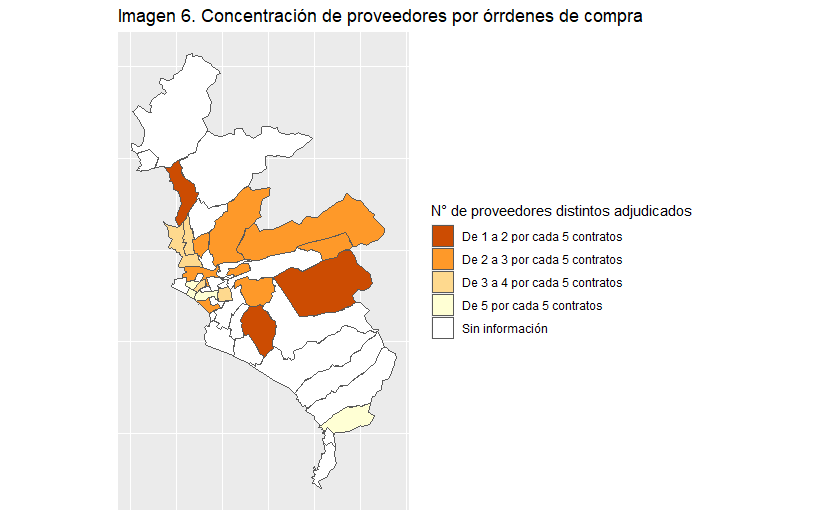 Imagen 6. Concentración de proveedores por órrdenes de compra
N° de proveedores distintos adjudicados
De 1 a 2 por cada 5 contratos
De 2 a 3 por cada 5 contratos
De 3 a 4 por cada 5 contratos
De 5 por cada 5 contratos
Sin información